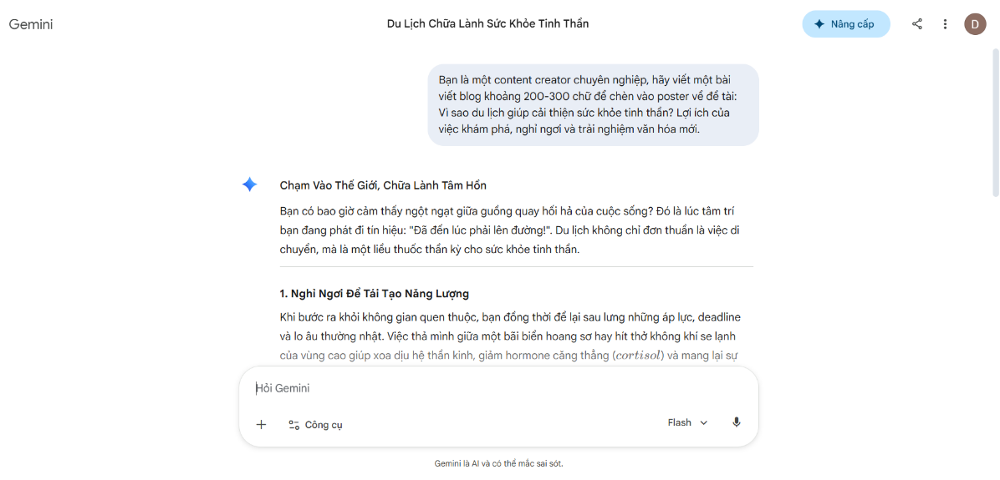 Gemini
Du Lịch Chữa Lành Sức Khỏe Tinh Thần
Nâng cấp
D
Bạn là một content creator chuyên nghiệp, hãy viết một bài
viết blog khoảng 200-300 chữ để chèn vào poster về đề tài:
Vì sao du lịch giúp cải thiện sức khỏe tinh thần? Lợi ích của
việc khám phá, nghỉ ngơi và trải nghiệm văn hóa mới.
Chạm Vào Thế Giới, Chữa Lành Tâm Hồn
Bạn có bao giờ cảm thấy ngột ngạt giữa guồng quay hối hả của cuộc sống? Đó là lúc tâm trí
bạn đang phát đi tín hiệu: "Đã đến lúc phải lên đường!". Du lịch không chỉ đơn thuần là việc di
chuyển, mà là một liều thuốc thần kỳ cho sức khỏe tinh thần.
1. Nghỉ Ngơi Để Tái Tạo Năng Lượng
Khi bước ra khỏi không gian quen thuộc, bạn đồng thời để lại sau lưng những áp lực, deadline
và lo âu thường nhật. Việc thả mình giữa một bãi biển hoang sơ hay hít thở không khí se lạnh
của vùng cao giúp xoa dịu hệ thần kinh, giảm hormone căng thẳng (cortisol) và mang lại sự
Hỏi Gemini
Công cụ
Flash
Gemini là AI và có thể mắc sai sót.